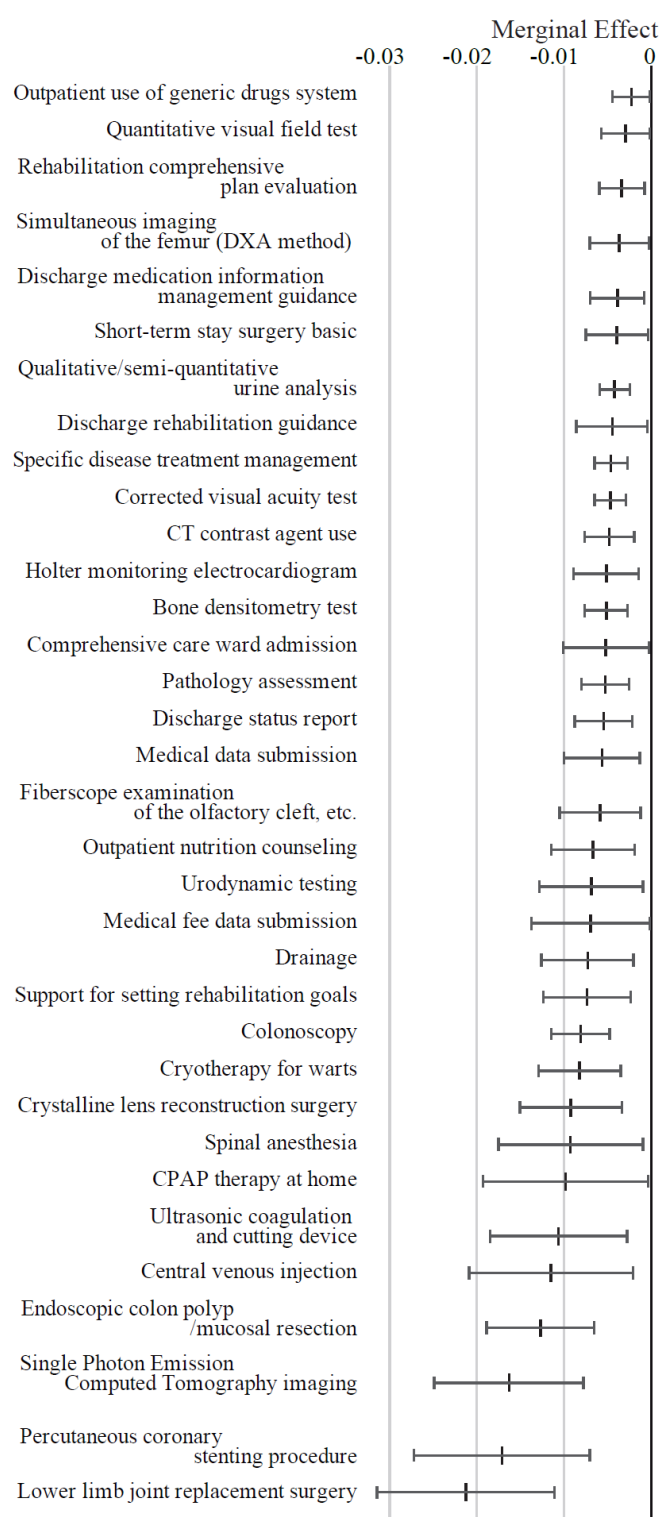 Merginal Effect
-0.03 -0.02 -0.01 0
Outpatient use of generic drugs system
Quantitative visual field test
Rehabilitation comprehensive
plan evaluation
Simultaneous imaging
of the femur (DXA method)
Discharge medication information
management guidance
Short-term stay surgery basic
Qualitative/semi-quantitative
urine analysis
Discharge rehabilitation guidance
Specific disease treatment management
Corrected visual acuity test
CT contrast agent use
Holter monitoring electrocardiogram
Bone densitometry test
Comprehensive care ward admission
Pathology assessment
Discharge status report
Medical data submission
Fiberscope examination
of the olfactory cleft, etc.
Outpatient nutrition counseling
Urodynamic testing
Medical fee data submission
Drainage
Support for setting rehabilitation goals
Colonoscopy
Cryotherapy for warts
Crystalline lens reconstruction surgery
Spinal anesthesia
CPAP therapy at home
Ultrasonic coagulation
and cutting device
Central venous injection
Endoscopic colon polyp
/mucosal resection
Single Photon Emission
Computed Tomography imaging
Percutaneous coronary
stenting procedure
Lower limb joint replacement surgery